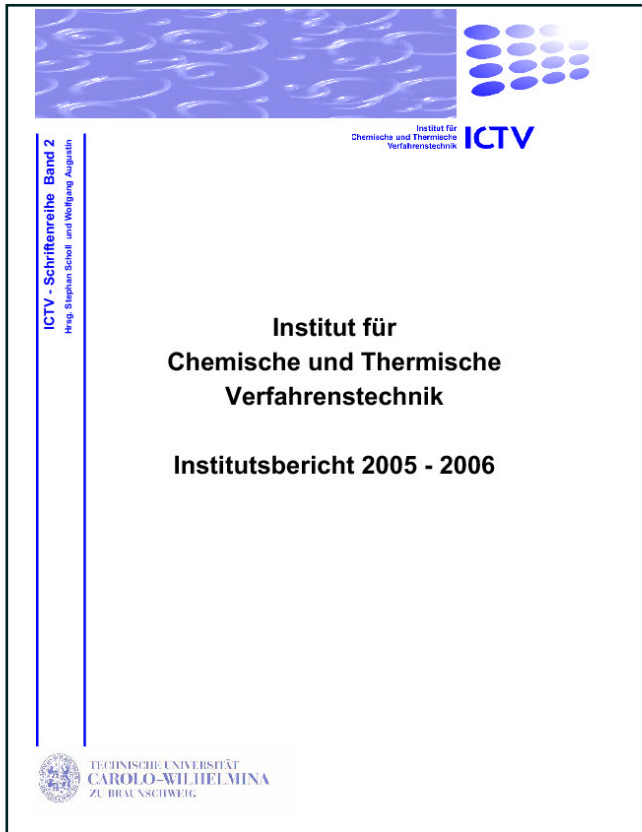 Institut für
Chemische und Thermische
Verfahrenstechnik
ICTV
ICTV - Schriftenreihe Band 2
Hrsg. Stephan Scholl und Wolfgang Augustin
Institut für
Chemische und Thermische
Verfahrenstechnik
Institutsbericht 2005 - 2006
TECHNISCHE UNIVERSITÄT
CAROLO-WILHELMINA
ZU BRAUNSCHWEIG